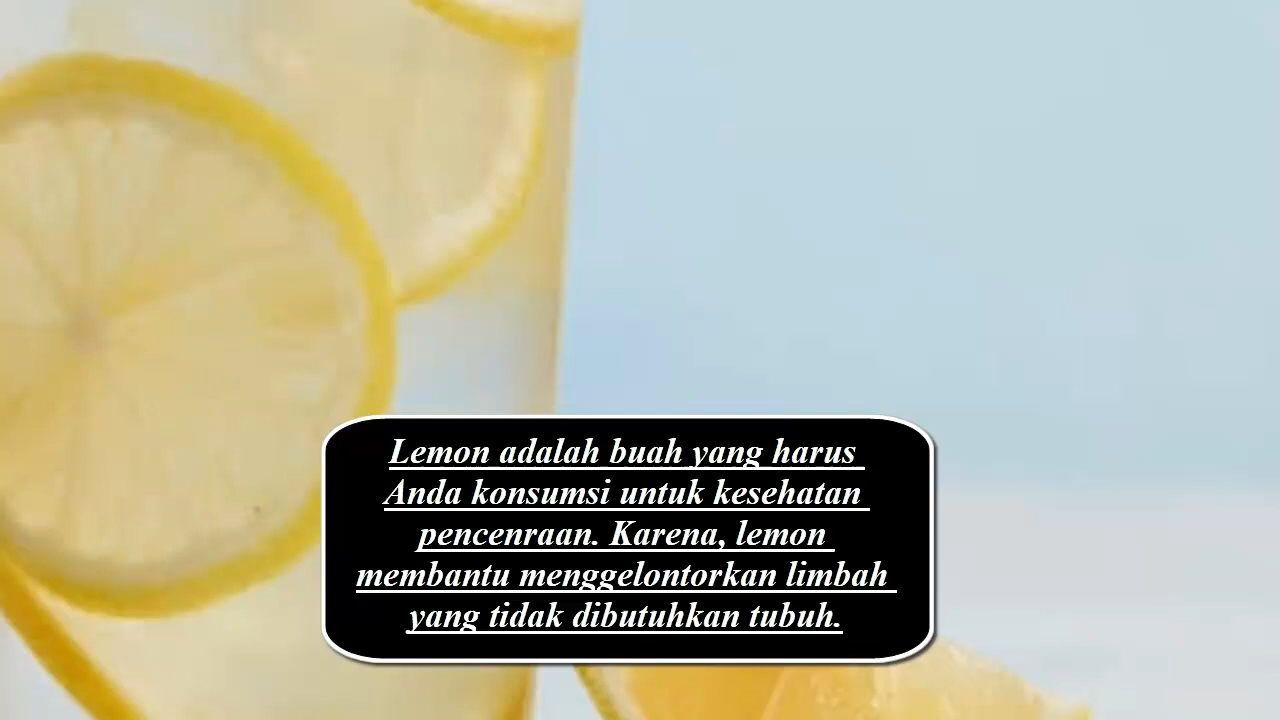 Lemon adalah buah yang harus
Anda konsumsi untuk kesehatan
pencenraan. Karena, lemon
membantu menggelontorkan limbah
yang tidak dibutuhkan tubuh.